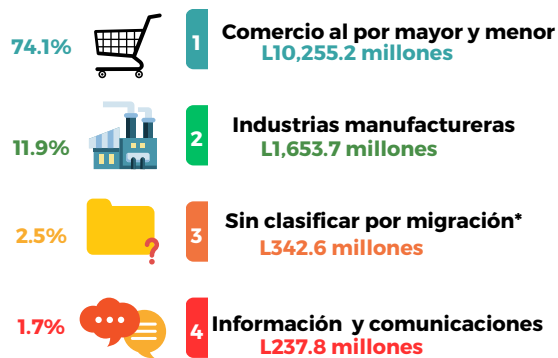 74.1%
1
Comercio al por mayor y menor
L10,255.2 millones
11.9%
2
Industrias manufactureras
L1,653.7 millones
2.5%
?
3
Sin clasificar por migración*
L342.6 millones
1.7%
4
Información y comunicaciones
L237.8 millones